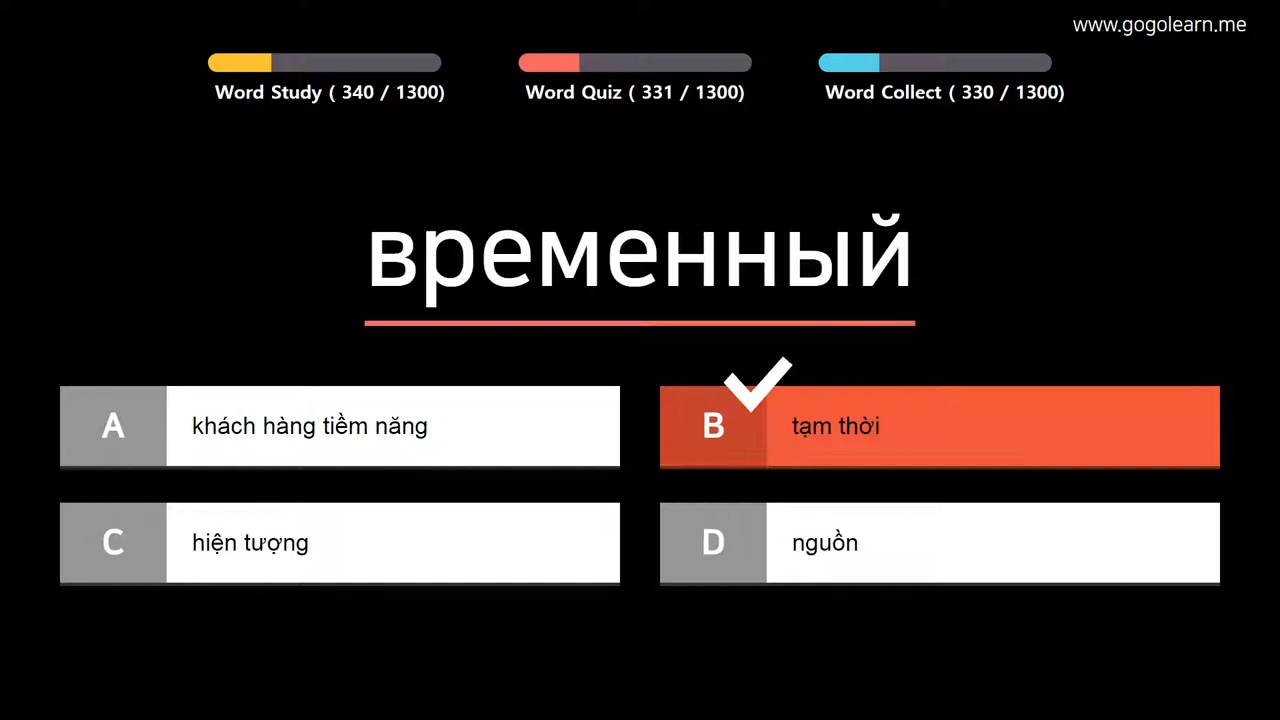 www.gogolearn.me
Word Study ( 340 / 1300)
Word Quiz ( 331 / 1300)
Word Collect ( 330 / 1300)
временный
A khách hàng tiềm năng
B tạm thời
C hiện tượng
D nguồn